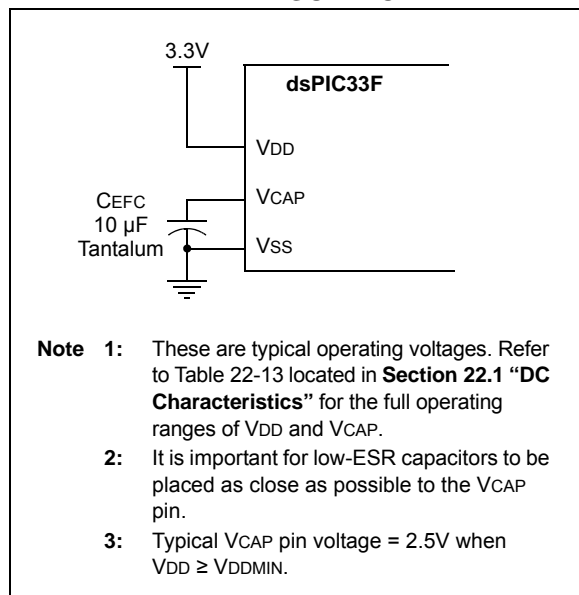 3.3V
dsPIC33F
VDD
VCAP
CEFC
10 µF
Tantalum
VSS
Note 1: These are typical operating voltages. Refer
to Table 22-13 located in Section 22.1 “DC
Characteristics” for the full operating
ranges of VDD and VCAP.
2: It is important for low-ESR capacitors to be
placed as close as possible to the VCAP
pin.
3: Typical VCAP pin voltage = 2.5V when
VDD ≥ VDDMIN.